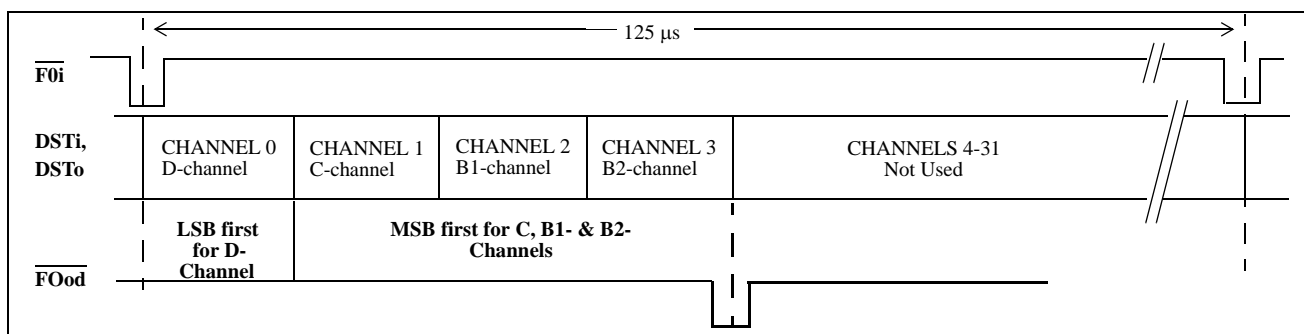 125 μs
F0i
DSTi,
DSTo
CHANNEL 0
D-channel
CHANNEL 1
C-channel
CHANNEL 2
B1-channel
CHANNEL 3
B2-channel
CHANNELS 4-31
Not Used
LSB first
for D-
Channel
MSB first for C, B1- & B2-
Channels
FOod